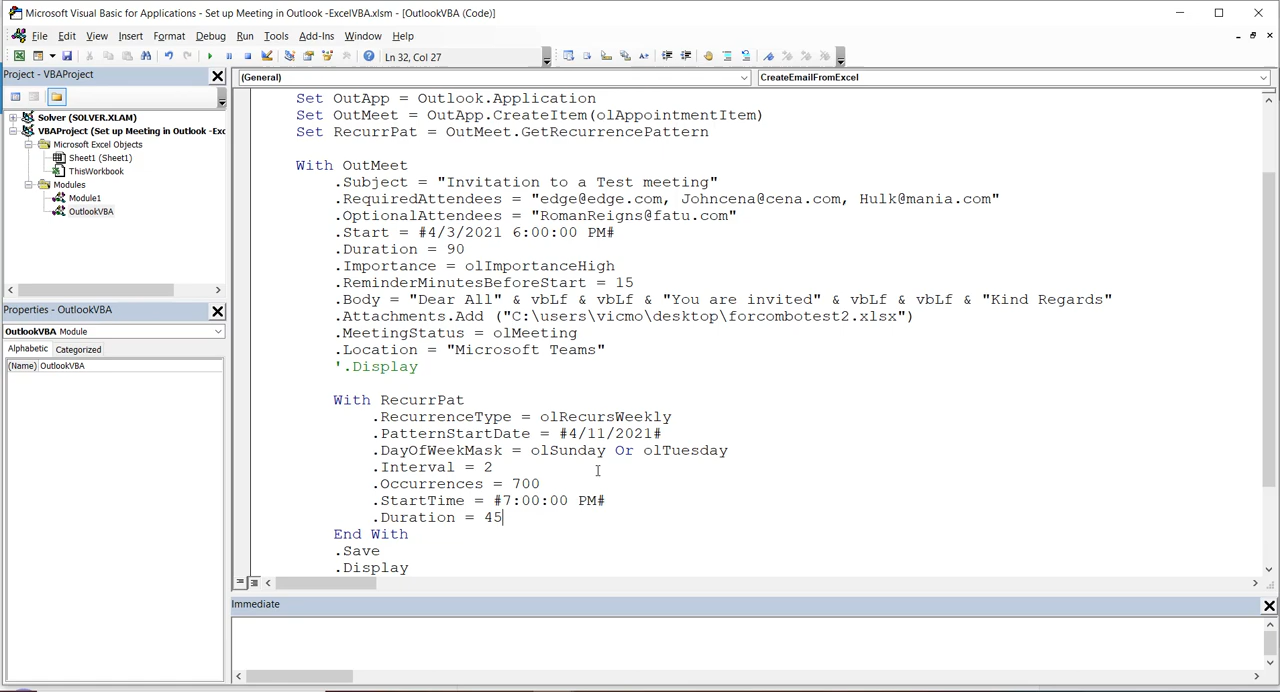 Microsoft Visual Basic for Applications - Set up Meeting in Outlook -ExcelVBA.xlsm - [OutlookVBA (Code)]
File Edit View Insert Format Debug Run Tools Add-Ins Window Help
Ln 32, Col 27
Project - VBAProject
(General)
CreateEmailFromExcel
Solver (SOLVER.XLAM)
VBAProject (Set up Meeting in Outlook -Exc
Microsoft Excel Objects
Sheet1 (Sheet1)
ThisWorkbook
Modules
Module1
OutlookVBA
Properties - OutlookVBA
OutlookVBA Module
Alphabetic Categorized
(Name) OutlookVBA
Set OutApp = Outlook.Application
Set OutMeet = OutApp.CreateItem(olAppointmentItem)
Set RecurrPat = OutMeet.GetRecurrencePattern
With OutMeet
.Subject = "Invitation to a Test meeting"
.RequiredAttendees = "edge@edge.com, Johncena@cena.com, Hulk@mania.com"
.OptionalAttendees = "RomanReigns@fatu.com"
.Start = #4/3/2021 6:00:00 PM#
.Duration = 90
.Importance = olImportanceHigh
.ReminderMinutesBeforeStart = 15
.Body = "Dear All" & vbLf & vbLf & "You are invited" & vbLf & vbLf & "Kind Regards"
.Attachments.Add ("C:\users\vicmo\desktop\forcombotest2.xlsx")
.MeetingStatus = olMeeting
.Location = "Microsoft Teams"
'.Display
With RecurrPat
.RecurrenceType = olRecursWeekly
.PatternStartDate = #4/11/2021#
.DayOfWeekMask = olSunday Or olTuesday
.Interval = 2
.Occurrences = 700
.StartTime = #7:00:00 PM#
.Duration = 45
End With
.Save
.Display
Immediate